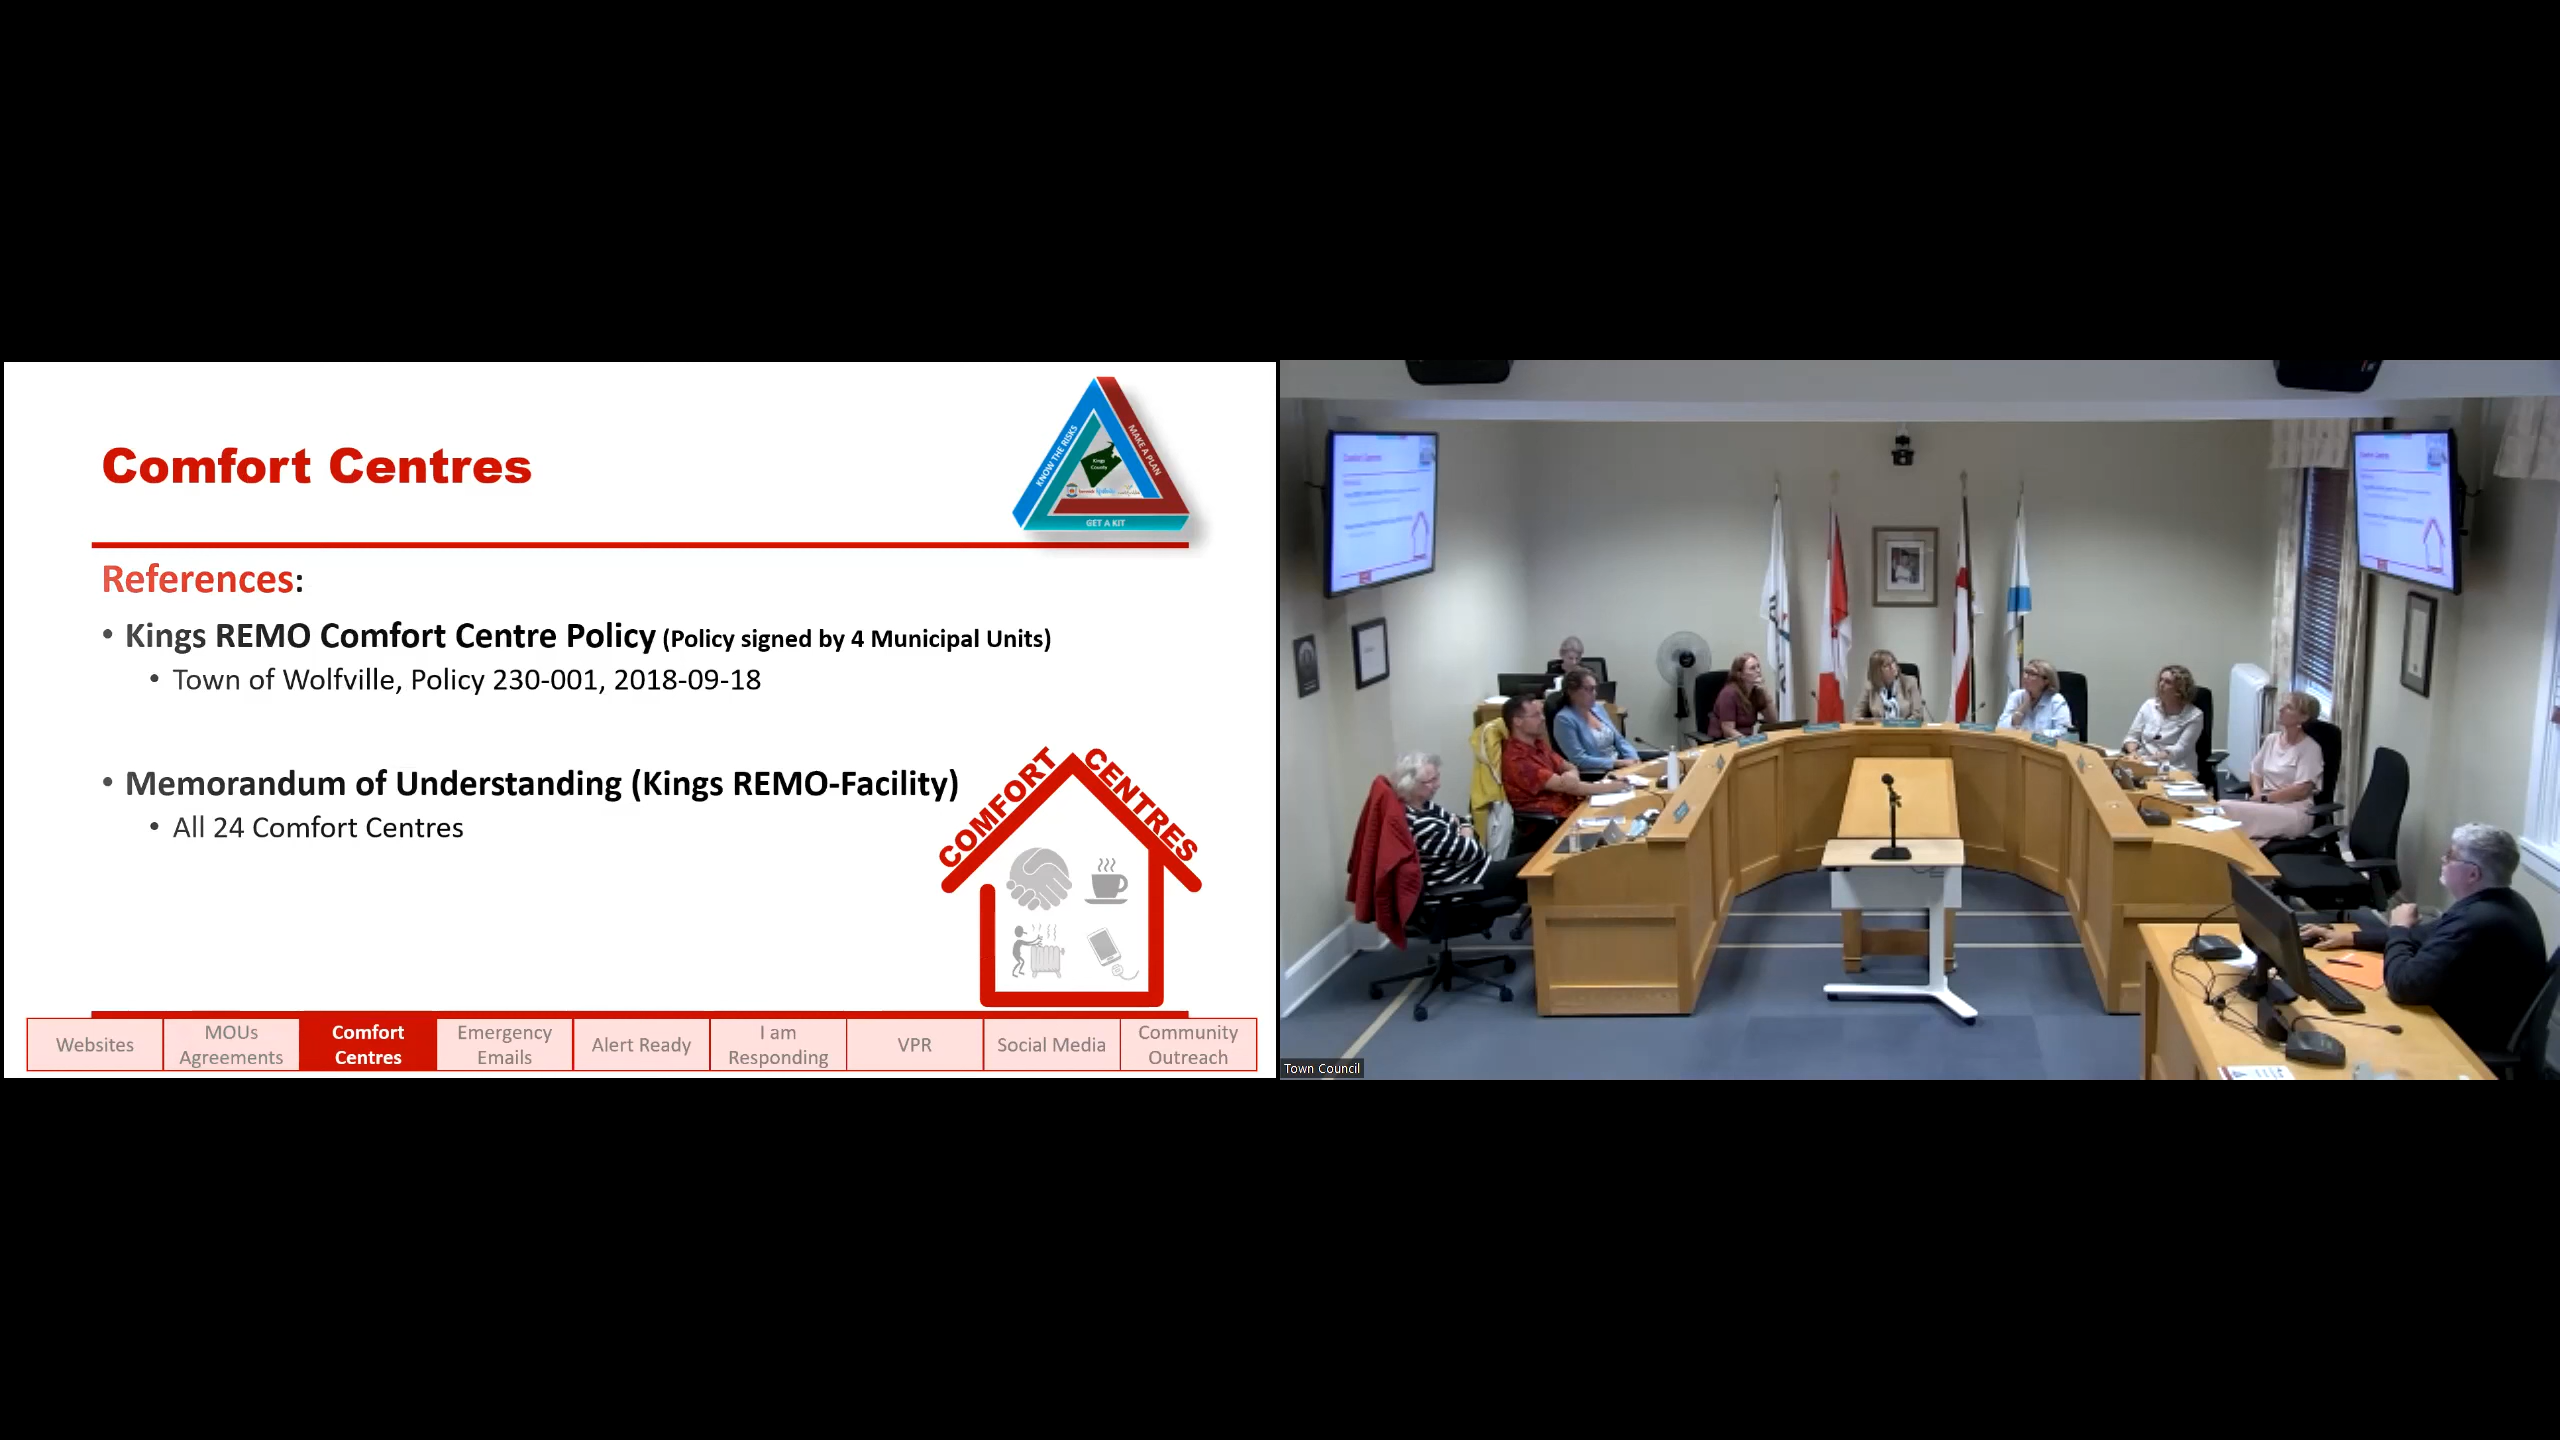 Comfort Centres
KNOW THE RISKS
MAKE A PLAN
Kings
County
GET A KIT
References:
• Kings REMO Comfort Centre Policy (Policy signed by 4 Municipal Units)
• Town of Wolfville, Policy 230-001, 2018-09-18
• Memorandum of Understanding (Kings REMO-Facility)
• All 24 Comfort Centres
COMFORT CENTRES
Websites
MOUs
Agreements
Comfort
Centres
Emergency
Emails
Alert Ready
I am
Responding
VPR
Social Media
Community
Outreach
Town Council